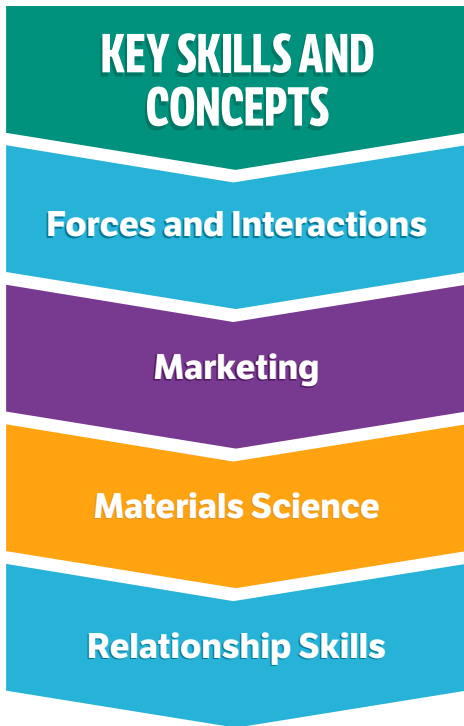 KEY SKILLS AND
CONCEPTS
Forces and Interactions
Marketing
Materials Science
Relationship Skills